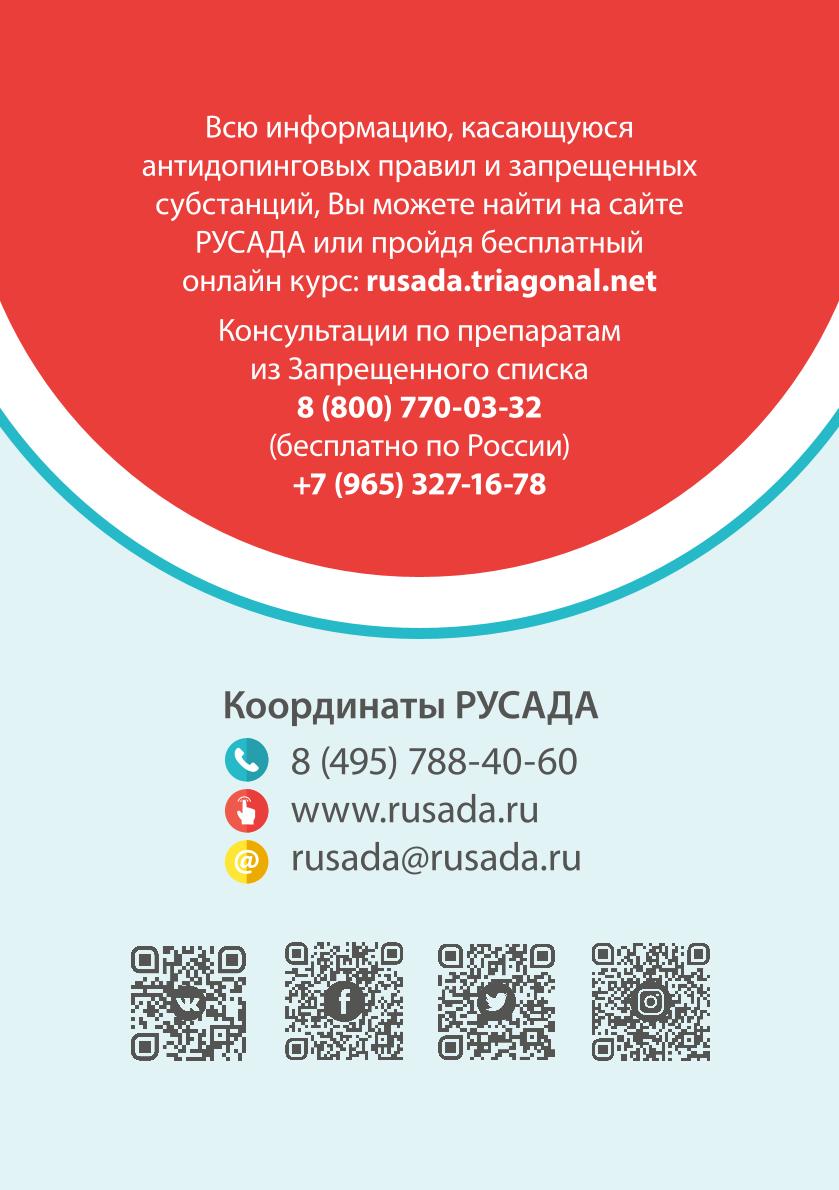 Всю информацию, касающуюся
антидопинговых правил и запрещенных
субстанций, Вы можете найти на сайте
РУСАДА или пройдя бесплатный
онлайн курс: rusada.triagonal.net
Консультации по препаратам
из Запрещенного списка
8 (800) 770-03-32
(бесплатно по России)
+7 (965) 327-16-78
Координаты РУСАДА
8 (495) 788-40-60
www.rusada.ru
rusada@rusada.ru